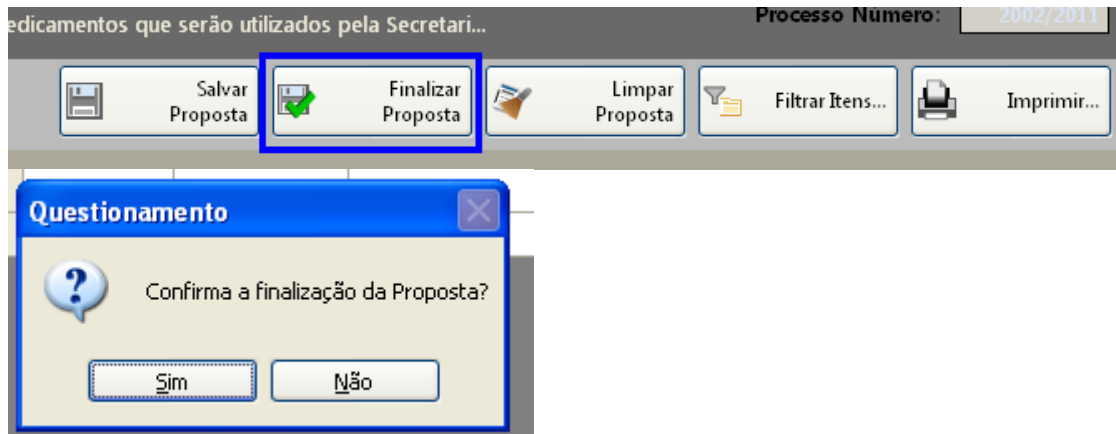 edicamentos que serão utilizados pela Secretari...
Processo Número: 2002/2011
Salvar
Proposta
Finalizar
Proposta
Limpar
Proposta
Filtrar Itens...
Imprimir...
Questionamento
Confirma a finalização da Proposta?
Sim
Não